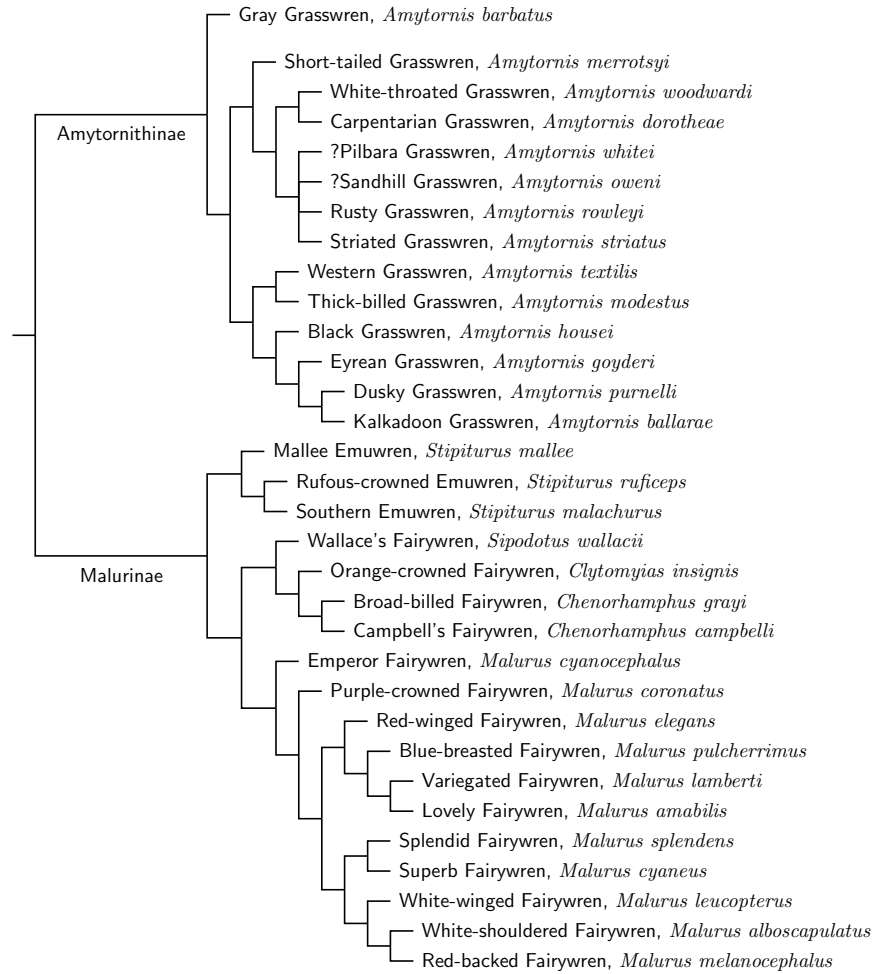 Gray Grasswren, Amytornis barbatus
Short-tailed Grasswren, Amytornis merrotsyi
White-throated Grasswren, Amytornis woodwardi
Carpentarian Grasswren, Amytornis dorotheae
Amytornithinae
?Pilbara Grasswren, Amytornis whitei
?Sandhill Grasswren, Amytornis oweni
Rusty Grasswren, Amytornis rowleyi
Striated Grasswren, Amytornis striatus
Western Grasswren, Amytornis textilis
Thick-billed Grasswren, Amytornis modestus
Black Grasswren, Amytornis housei
Eyrean Grasswren, Amytornis goyderi
Dusky Grasswren, Amytornis purnelli
Kalkadoon Grasswren, Amytornis ballarae
Mallee Emuwren, Stipiturus mallee
Rufous-crowned Emuwren, Stipiturus ruficeps
Southern Emuwren, Stipiturus malachurus
Wallace's Fairywren, Sipodotus wallacii
Orange-crowned Fairywren, Clytomyias insignis
Malurinae
Broad-billed Fairywren, Chenorhamphus grayi
Campbell's Fairywren, Chenorhamphus campbelli
Emperor Fairywren, Malurus cyanocephalus
Purple-crowned Fairywren, Malurus coronatus
Red-winged Fairywren, Malurus elegans
Blue-breasted Fairywren, Malurus pulcherrimus
Variegated Fairywren, Malurus lamberti
Lovely Fairywren, Malurus amabilis
Splendid Fairywren, Malurus splendens
Superb Fairywren, Malurus cyaneus
White-winged Fairywren, Malurus leucopterus
White-shouldered Fairywren, Malurus alboscapulatus
Red-backed Fairywren, Malurus melanocephalus